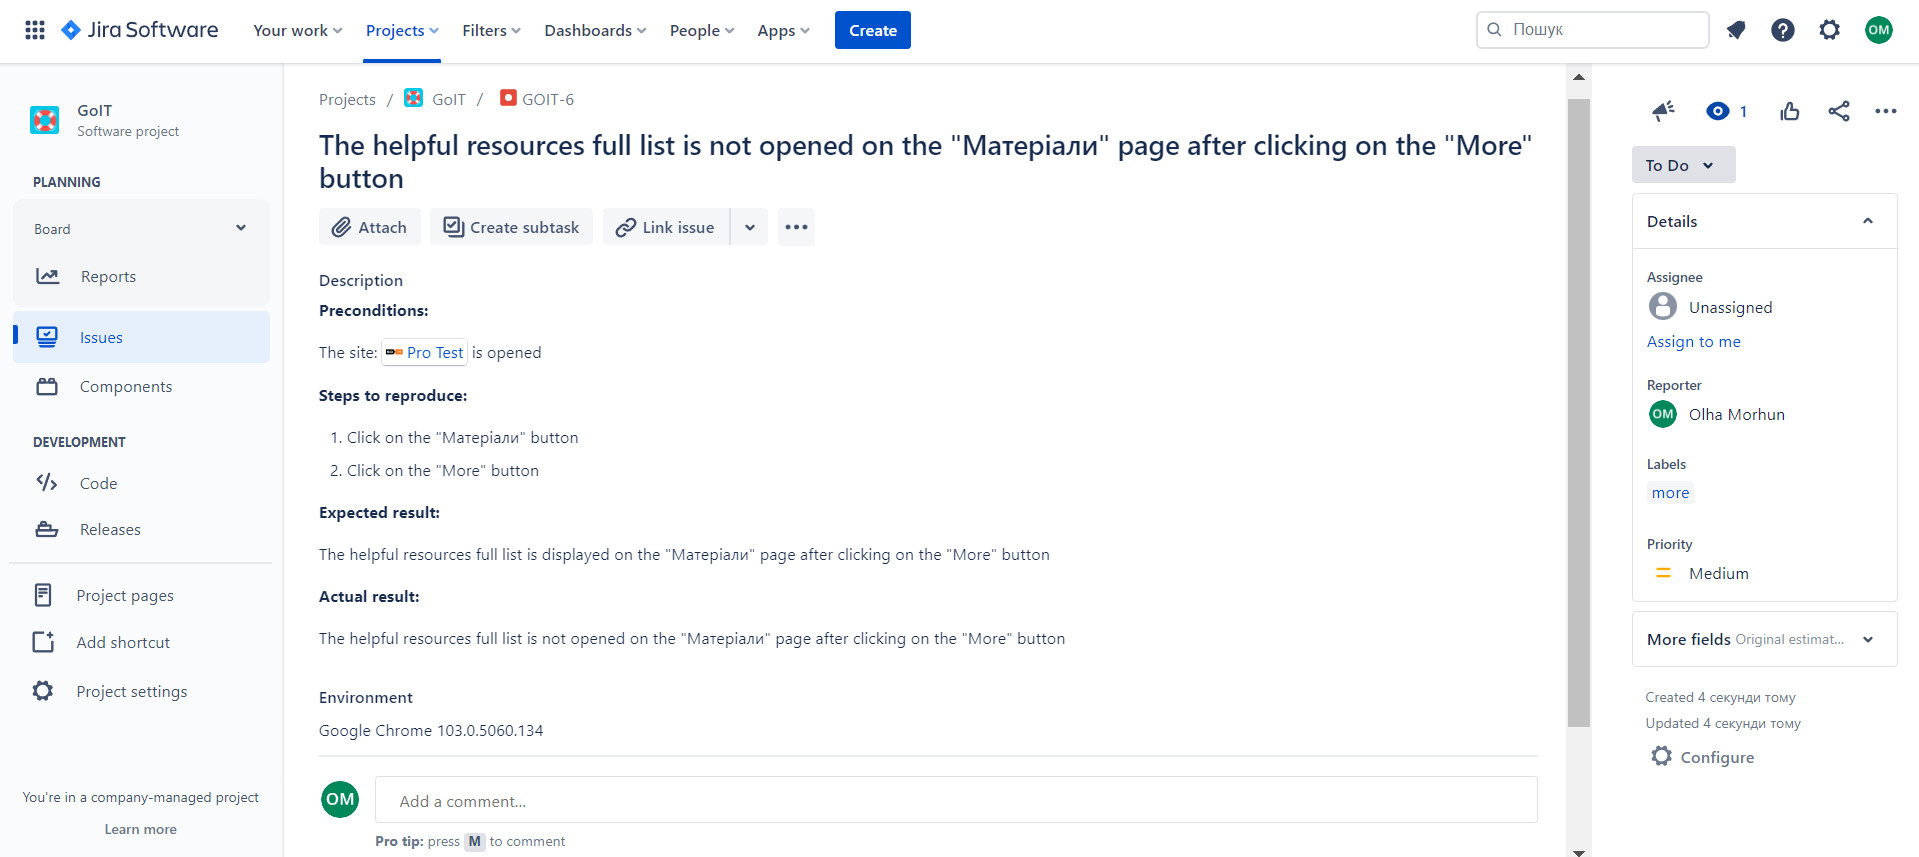 Jira Software
Your work
Projects
Filters
Dashboards
People
Apps
Create
Пошук
OM
GoIT
Software project
PLANNING
Board
Reports
Issues
Components
DEVELOPMENT
Code
Releases
Project pages
Add shortcut
Project settings
You're in a company-managed project
Learn more
Projects / GoIT / GOIT-6
The helpful resources full list is not opened on the "Матеріали" page after clicking on the "More"
button
Attach
Create subtask
Link issue
Description
Preconditions:
The site: Pro Test is opened
Steps to reproduce:
1. Click on the "Матеріали" button
2. Click on the "More" button
Expected result:
The helpful resources full list is displayed on the "Матеріали" page after clicking on the "More" button
Actual result:
The helpful resources full list is not opened on the "Матеріали" page after clicking on the "More" button
Environment
Google Chrome 103.0.5060.134
OM
Add a comment...
Pro tip: press M to comment
1
To Do
Details
Assignee
Unassigned
Assign to me
Reporter
OM Olha Morhun
Labels
more
Priority
Medium
More fields Original estimat...
Created 4 секунди тому
Updated 4 секунди тому
Configure